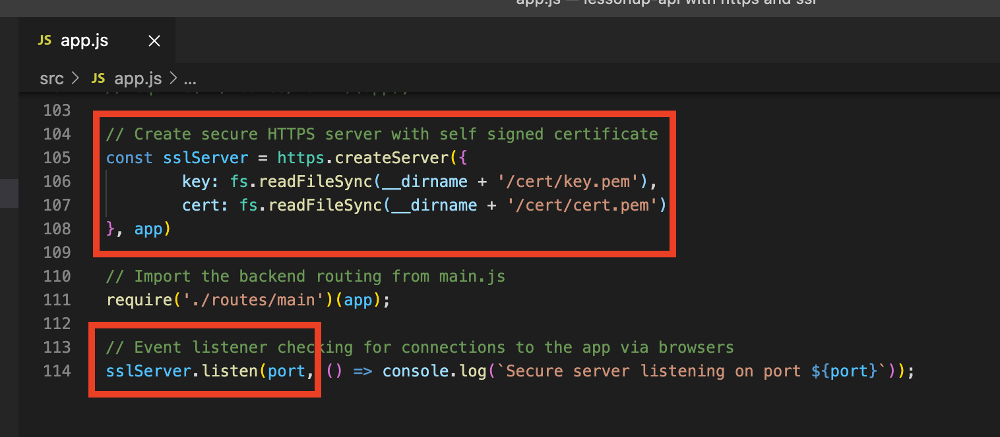 app.js — lessonup-api with https and ssl
JS app.js ×
src > JS app.js > ...
103
104 // Create secure HTTPS server with self signed certificate
105 const sslServer = https.createServer({
106 key: fs.readFileSync(__dirname + '/cert/key.pem'),
107 cert: fs.readFileSync(__dirname + '/cert/cert.pem')
108 }, app)
109
110 // Import the backend routing from main.js
111 require('./routes/main')(app);
112
113 // Event listener checking for connections to the app via browsers
114 sslServer.listen(port, () => console.log(`Secure server listening on port ${port}`));